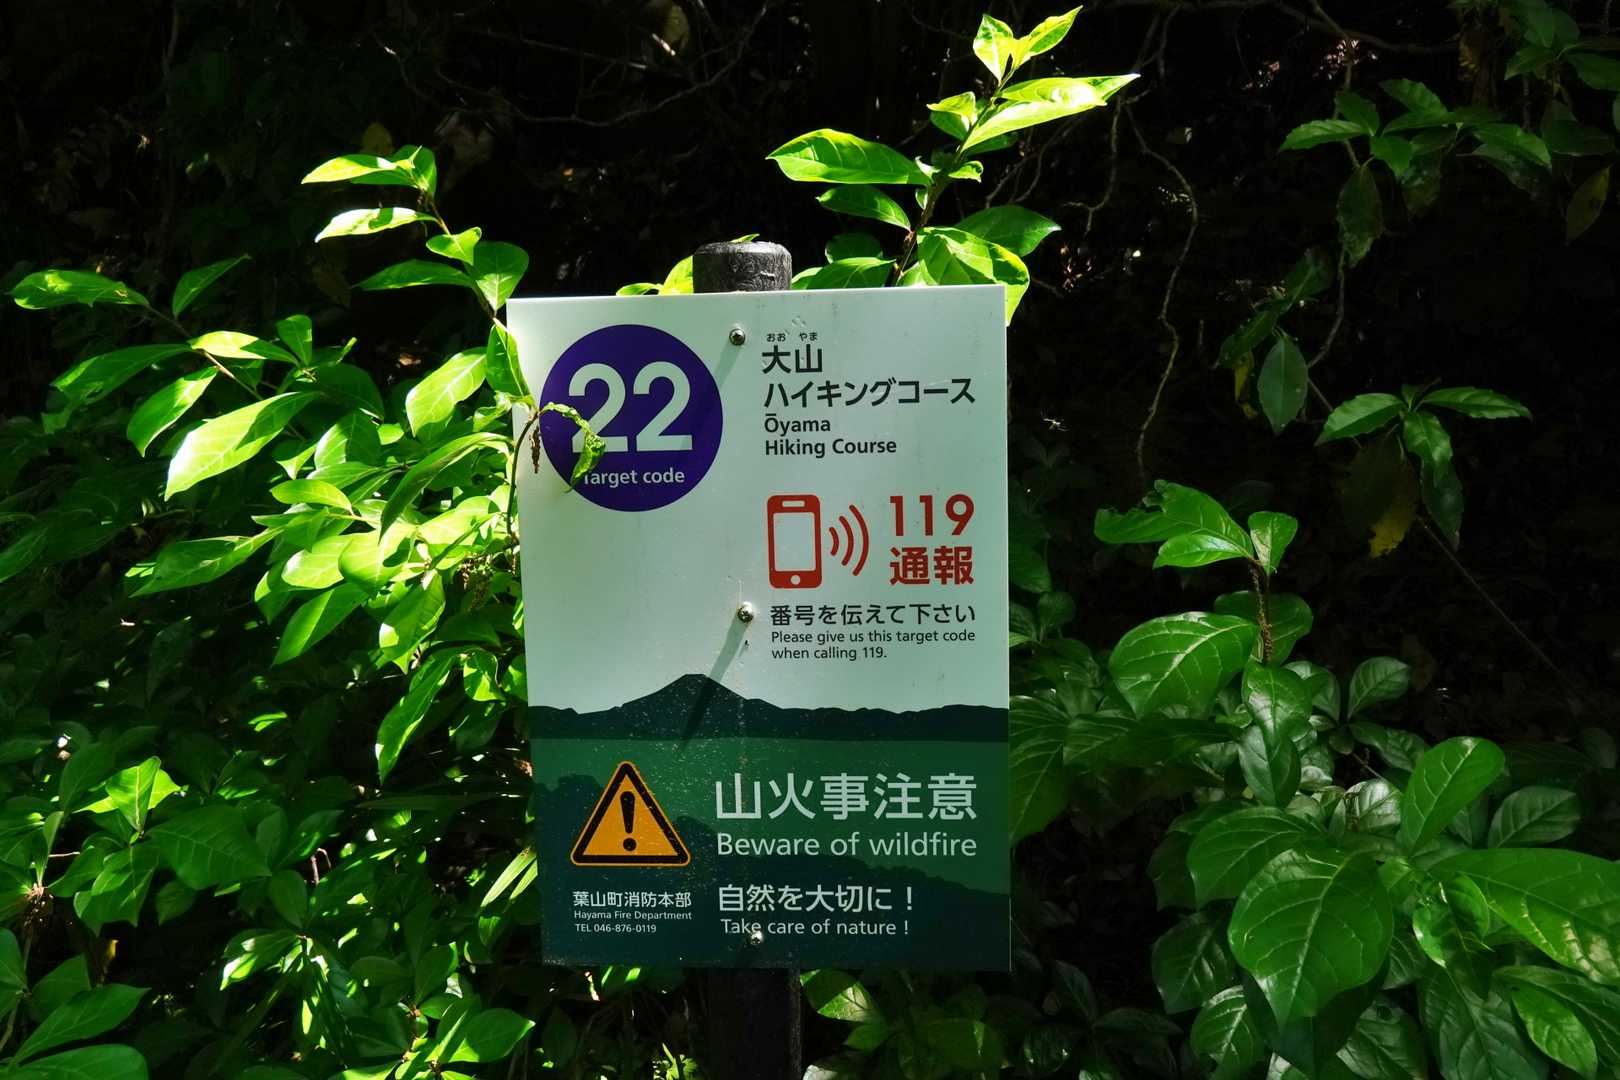 22
Target code
おお やま
大山
ハイキングコース
Ōyama
Hiking Course
119
通報
番号を伝えて下さい
Please give us this target code
when calling 119.
山火事注意
Beware of wildfire
自然を大切に！
Take care of nature !
葉山町消防本部
Hayama Fire Department
TEL 046-876-0119